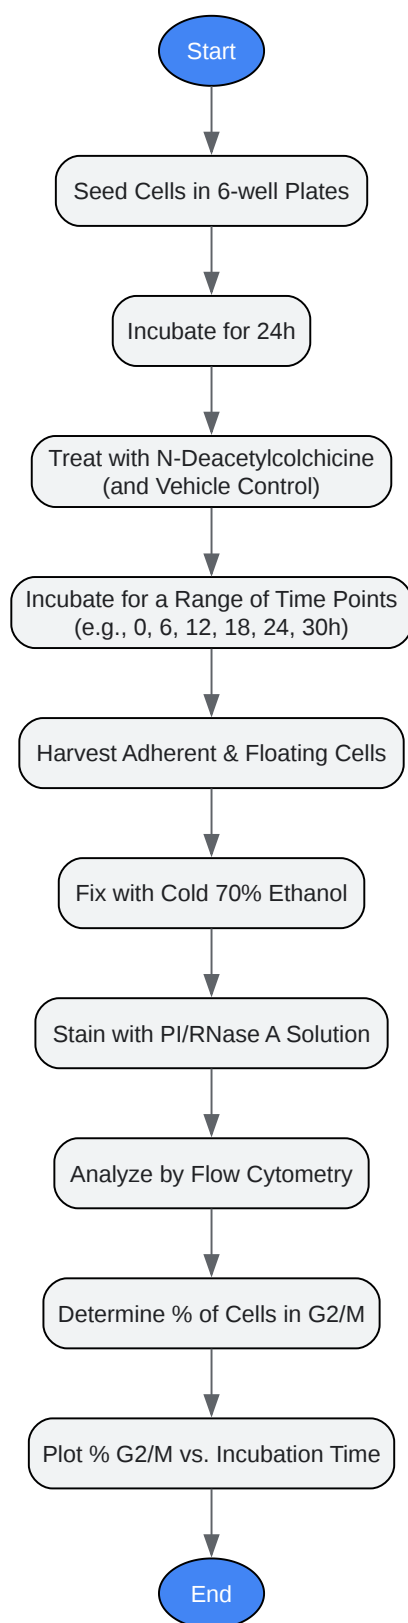 Start
Seed Cells in 6-well Plates
Incubate for 24h
Treat with N-Deacetylcolchicine
(and Vehicle Control)
Incubate for a Range of Time Points
(e.g., 0, 6, 12, 18, 24, 30h)
Harvest Adherent & Floating Cells
Fix with Cold 70% Ethanol
Stain with PI/RNase A Solution
Analyze by Flow Cytometry
Determine % of Cells in G2/M
Plot % G2/M vs. Incubation Time
End